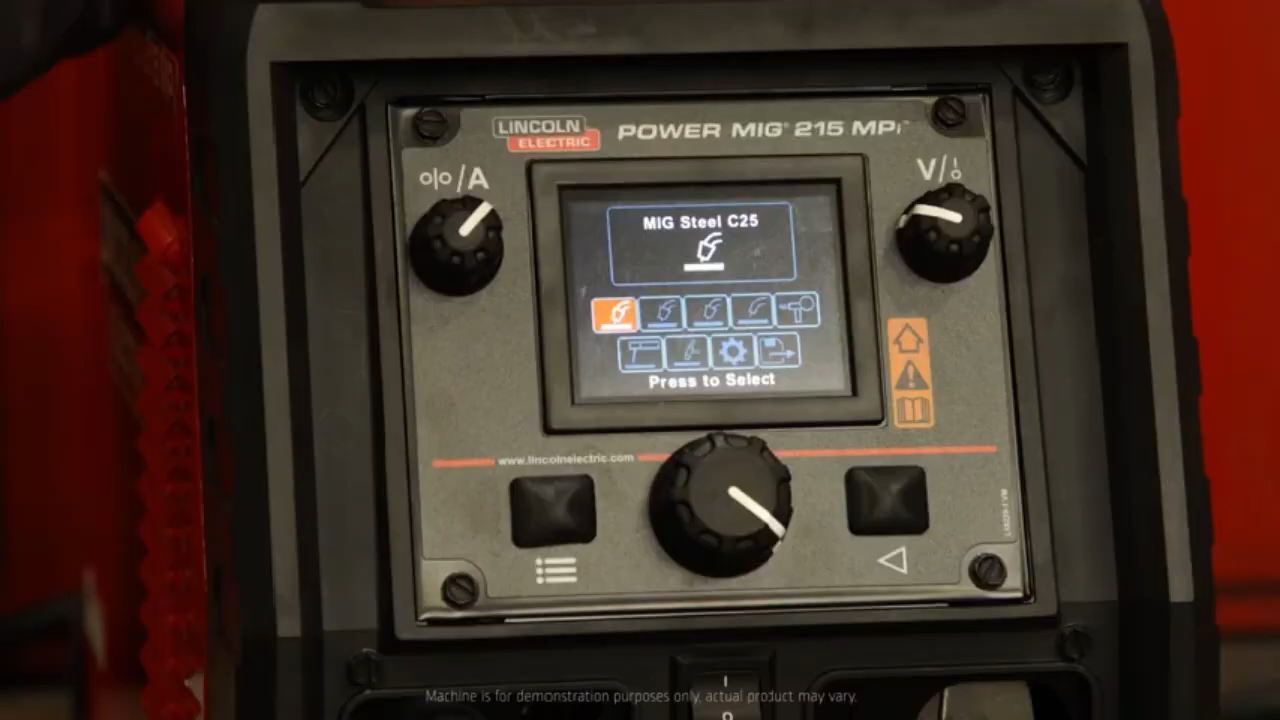 LINCOLN
ELECTRIC
POWER MIG® 215 MPi™
o|o/A
V/
MIG Steel C25
Press to Select
www.lincolnelectric.com
I
O
Machine is for demonstration purposes only, actual product may vary.